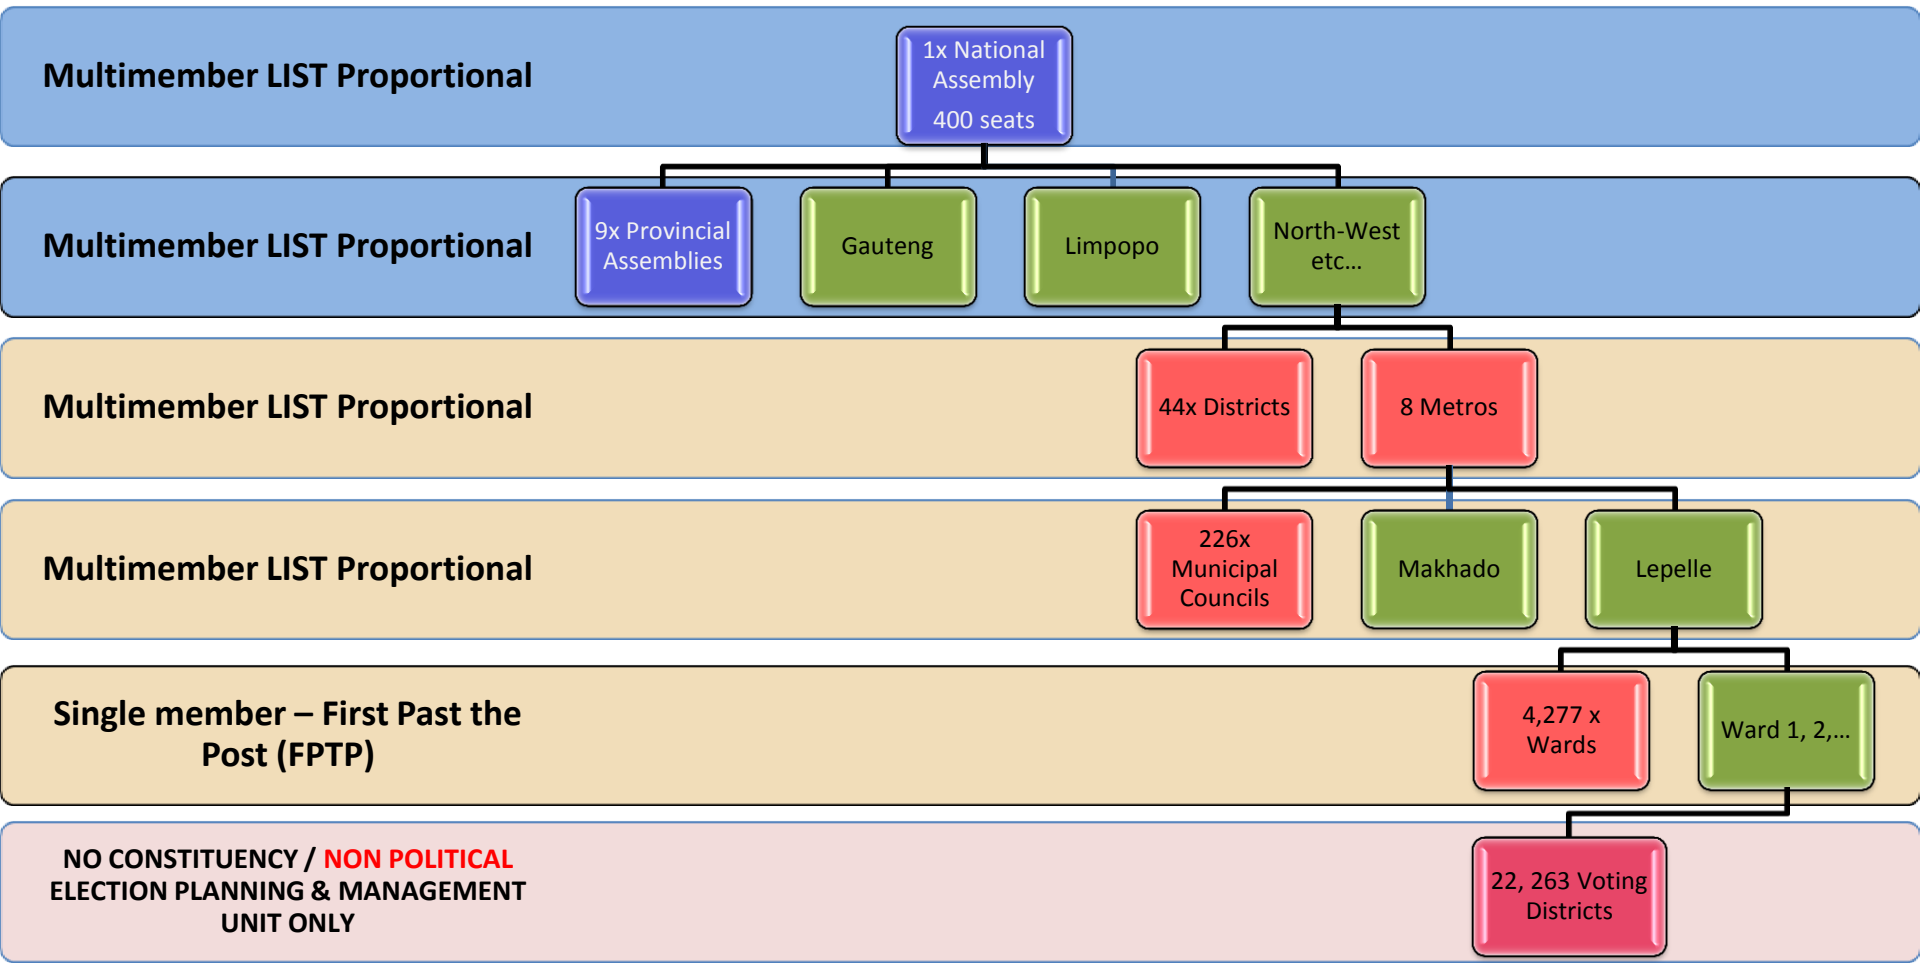 Multimember LIST Proportional
1x National
Assembly
400 seats
Multimember LIST Proportional
9x Provincial
Assemblies
Gauteng
Limpopo
North-West
etc...
Multimember LIST Proportional
44x Districts
8 Metros
Multimember LIST Proportional
226x
Municipal
Councils
Makhado
Lepelle
Single member – First Past the
Post (FPTP)
4,277 x
Wards
Ward 1, 2,...
NO CONSTITUENCY / NON POLITICAL
ELECTION PLANNING & MANAGEMENT
UNIT ONLY
22, 263 Voting
Districts